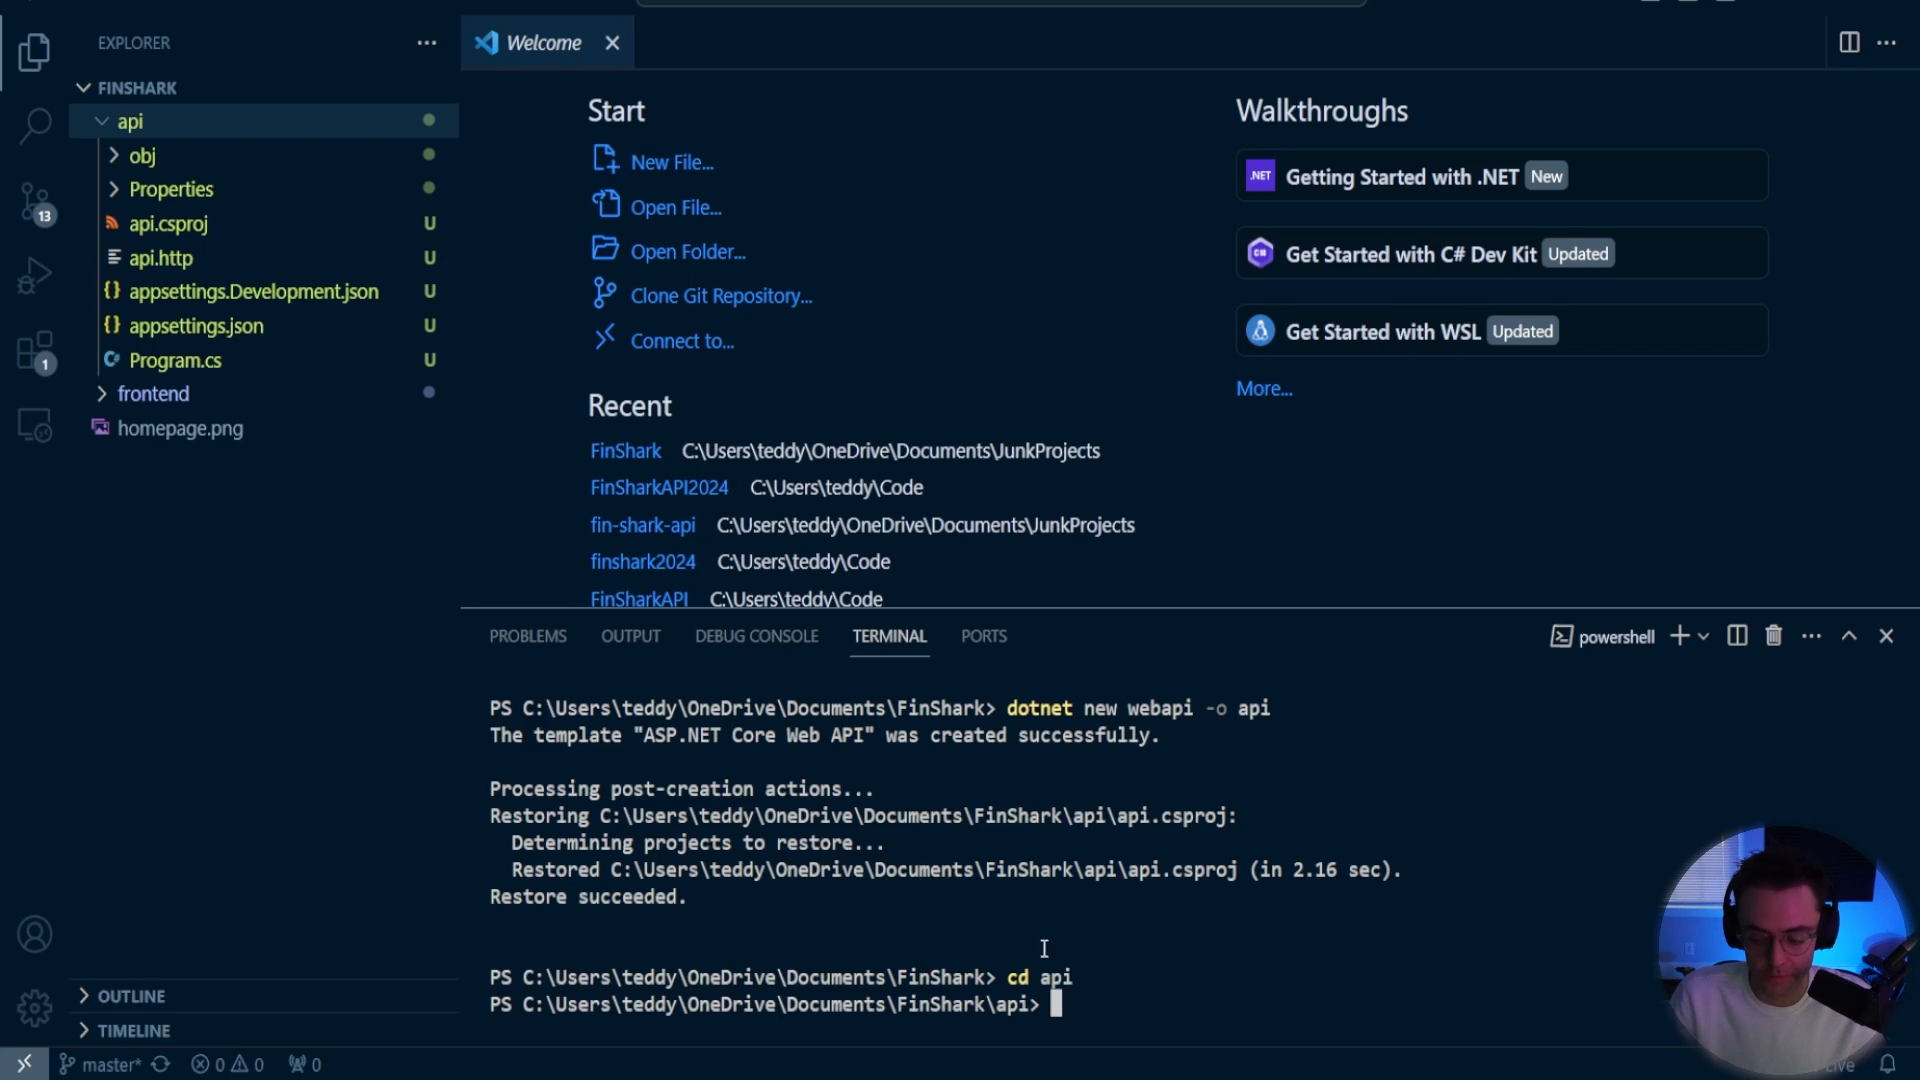 EXPLORER
FINSHARK
api
obj
Properties
api.csproj U
api.http U
appsettings.Development.json U
appsettings.json U
Program.cs U
frontend
homepage.png
13
1
OUTLINE
TIMELINE
Welcome
Start
New File...
Open File...
Open Folder...
Clone Git Repository...
Connect to...
Recent
FinShark C:\Users\teddy\OneDrive\Documents\JunkProjects
FinSharkAPI2024 C:\Users\teddy\Code
fin-shark-api C:\Users\teddy\OneDrive\Documents\JunkProjects
finshark2024 C:\Users\teddy\Code
FinSharkAPI C:\Users\teddy\Code
Walkthroughs
.NET Getting Started with .NET New
C# Get Started with C# Dev Kit Updated
Get Started with WSL Updated
More...
PROBLEMS OUTPUT DEBUG CONSOLE TERMINAL PORTS
powershell
PS C:\Users\teddy\OneDrive\Documents\FinShark> dotnet new webapi -o api
The template "ASP.NET Core Web API" was created successfully.
Processing post-creation actions...
Restoring C:\Users\teddy\OneDrive\Documents\FinShark\api\api.csproj:
Determining projects to restore...
Restored C:\Users\teddy\OneDrive\Documents\FinShark\api\api.csproj (in 2.16 sec).
Restore succeeded.
PS C:\Users\teddy\OneDrive\Documents\FinShark> cd api
PS C:\Users\teddy\OneDrive\Documents\FinShark\api>
master* 0 0 0
Live